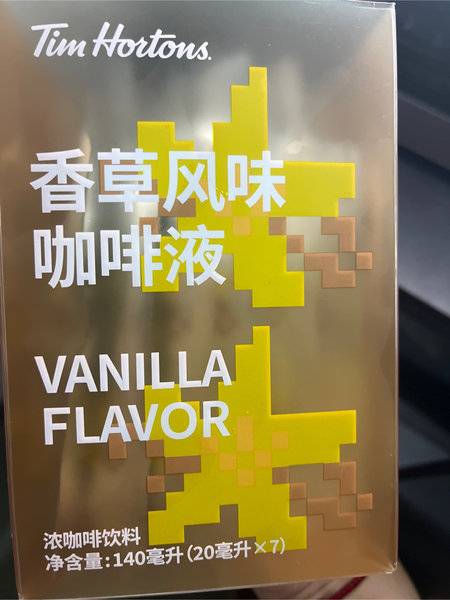 Tim Hortons.
香草风味
咖啡液
VANILLA
FLAVOR
浓咖啡饮料
净含量:140毫升(20毫升×7)